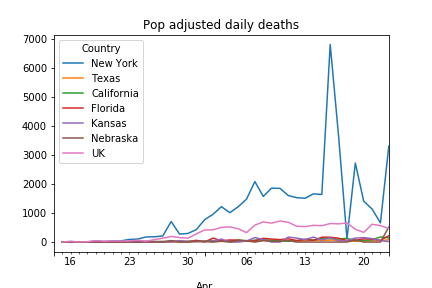 Pop adjusted daily deaths
7000
6000
5000
4000
3000
2000
1000
0
Country
New York
Texas
California
Florida
Kansas
Nebraska
UK
16 23 30 06 13 20
Apr